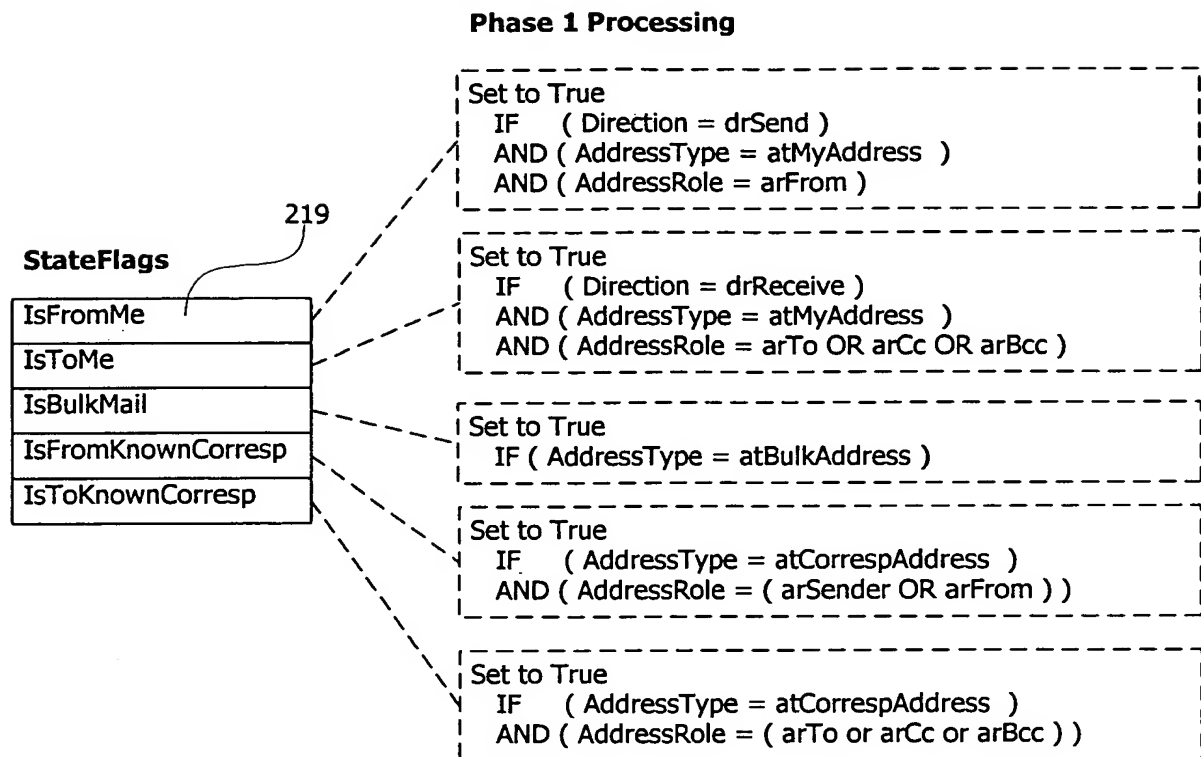 Phase 1 Processing
Set to True
IF ( Direction = drSend )
AND ( AddressType = atMyAddress )
AND ( AddressRole = arFrom )
219
StateFlags
IsFromMe
IsToMe
IsBulkMail
IsFromKnownCorresp
IsToKnownCorresp
Set to True
IF ( Direction = drReceive )
AND ( AddressType = atMyAddress )
AND ( AddressRole = arTo OR arCc OR arBcc )
Set to True
IF ( AddressType = atBulkAddress )
Set to True
IF ( AddressType = atCorrespAddress )
AND ( AddressRole = ( arSender OR arFrom ) )
Set to True
IF ( AddressType = atCorrespAddress )
AND ( AddressRole = ( arTo or arCc or arBcc ) )